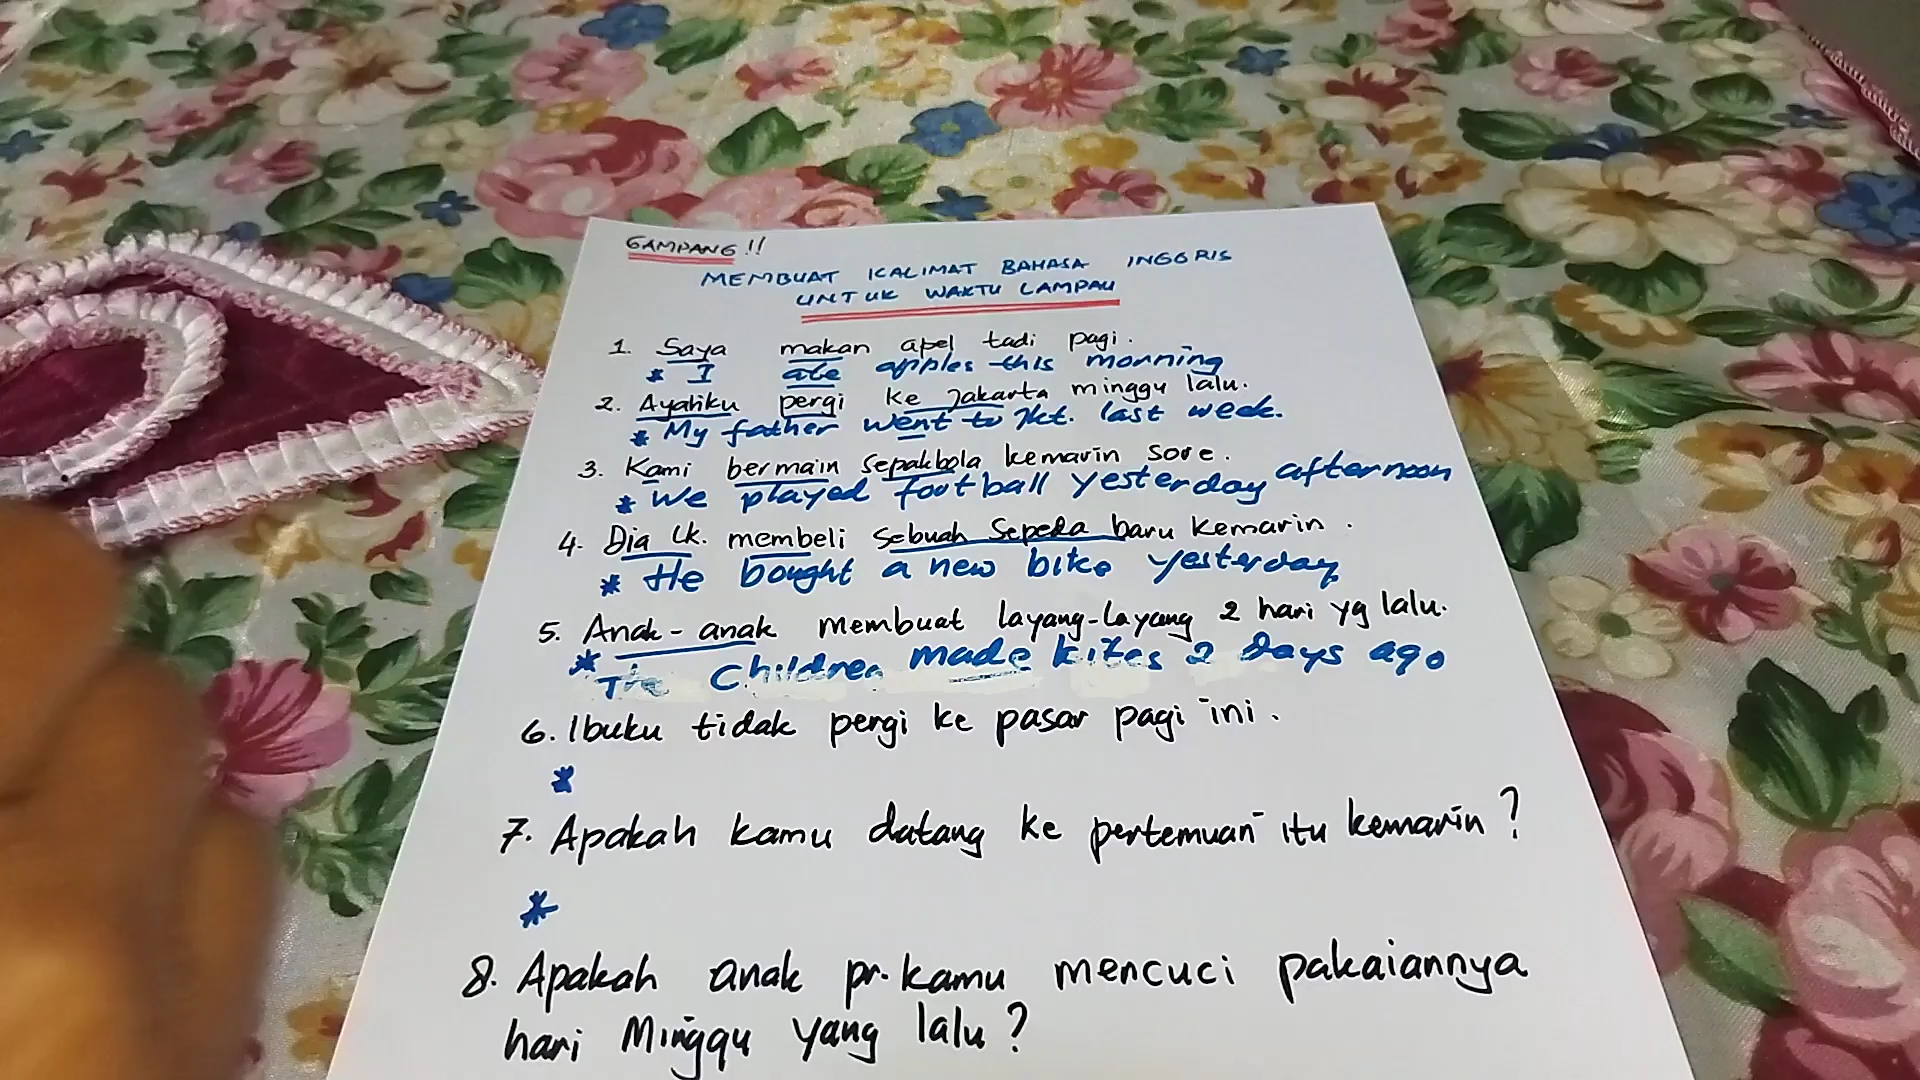 GAMPANG!!
MEMBUAT KALIMAT BAHASA INGGRIS
UNTUK WAKTU LAMPAU
1. Saya makan apel tadi pagi.
* I ate apples this morning
2. Ayahku pergi ke Jakarta minggu lalu.
* My father went to Jkt. last week.
3. Kami bermain sepakbola kemarin sore.
* We played football yesterday afternoon
4. Dia Lk. membeli sebuah sepeda baru kemarin.
* He bought a new bike yesterday
5. Anak-anak membuat layang-layang 2 hari yg lalu.
* The Children made kites 2 days ago
6. Ibuku tidak pergi ke pasar pagi ini.
*
7. Apakah kamu datang ke pertemuan itu kemarin?
*
8. Apakah anak pr. kamu mencuci pakaiannya
hari Minggu yang lalu?